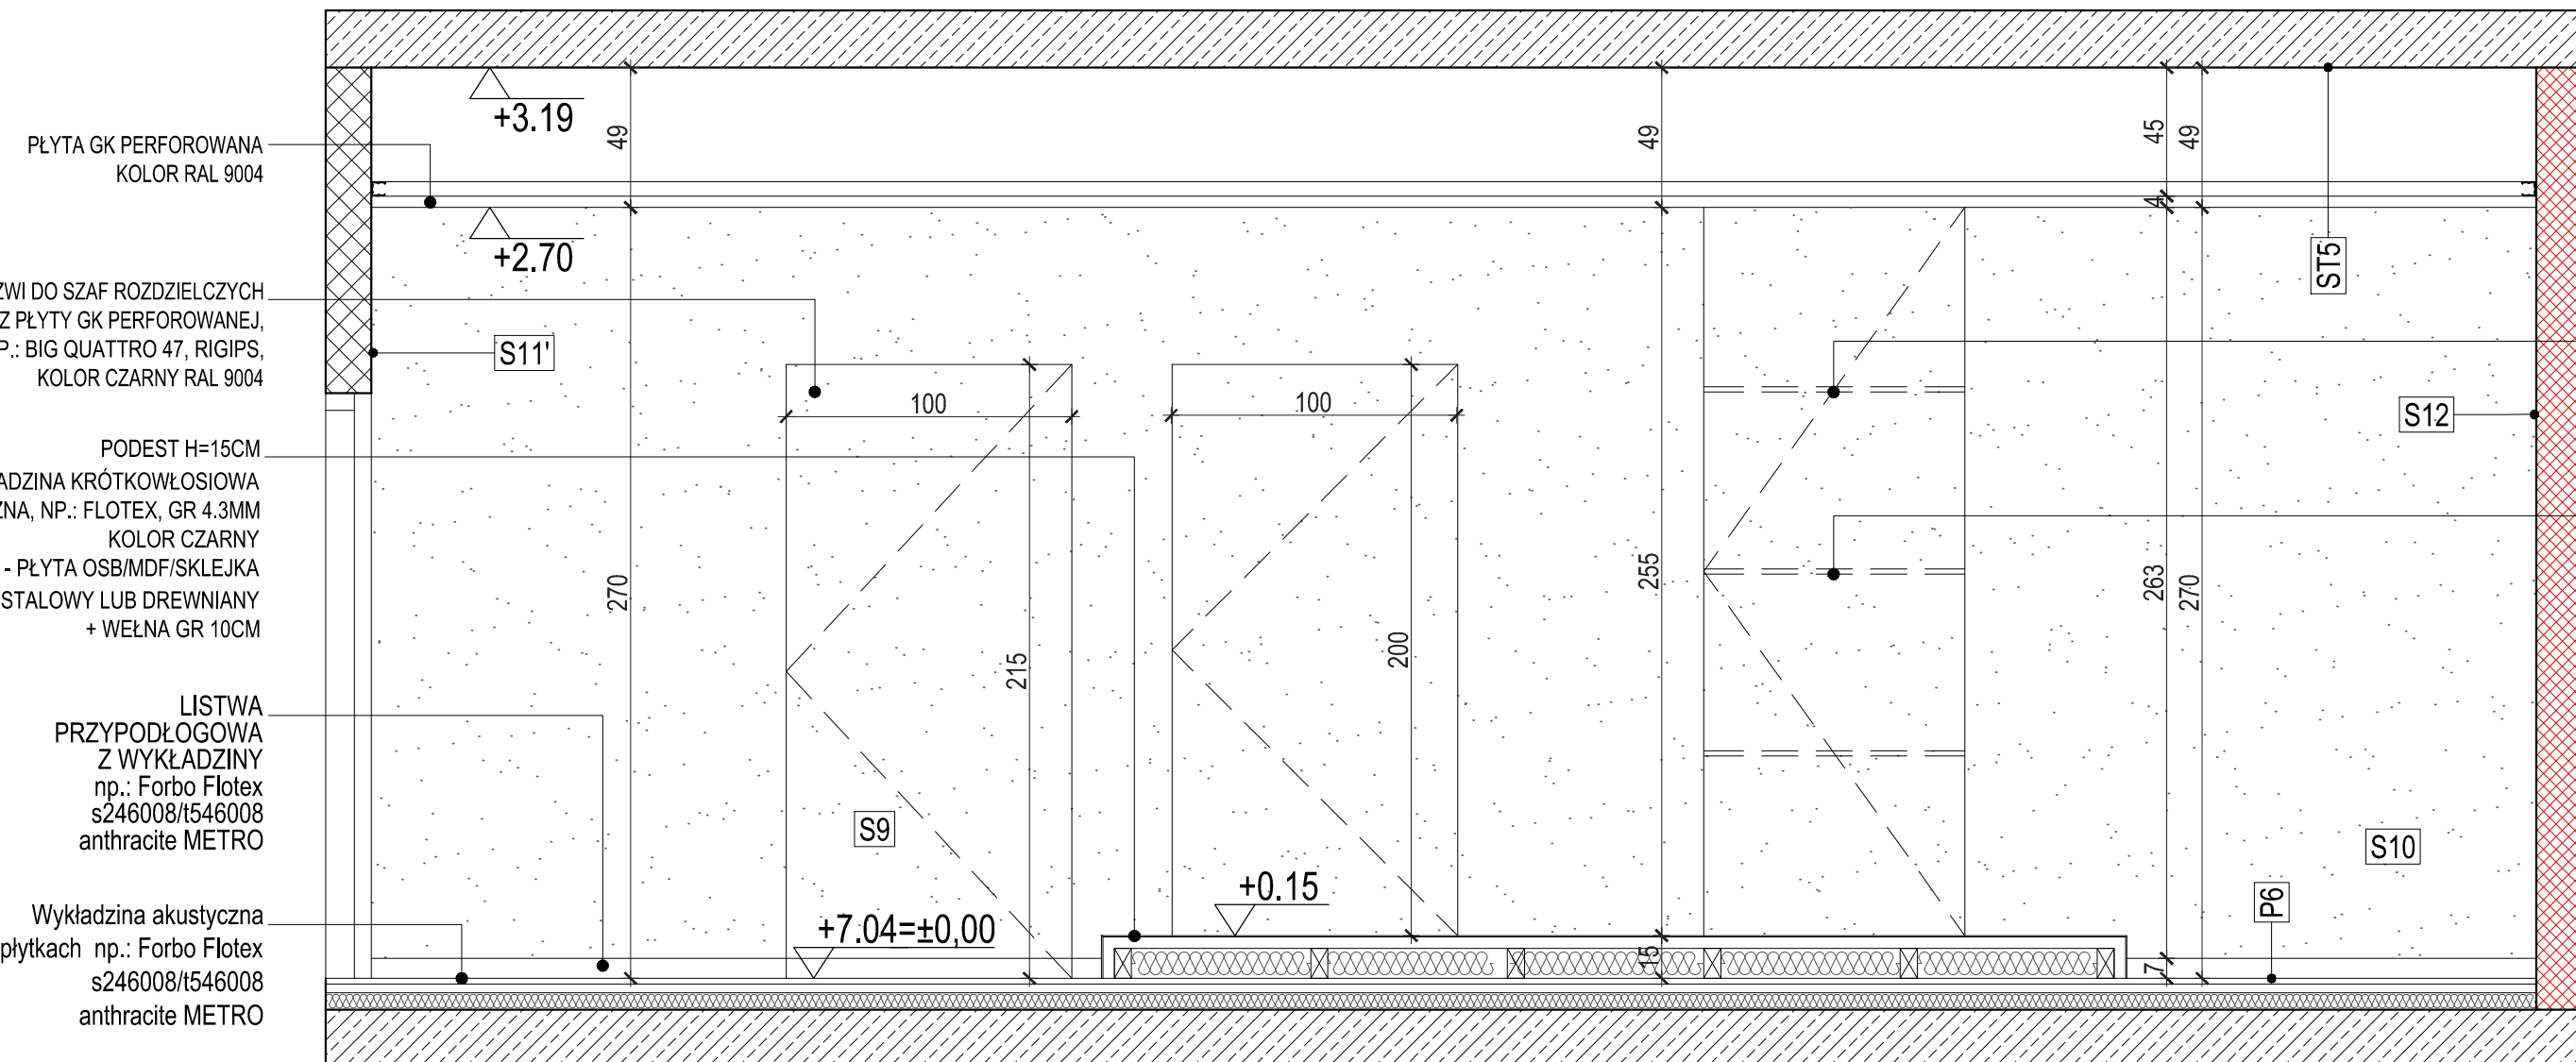 PŁYTA GK PERFOROWANA
KOLOR RAL 9004
DO SZAF ROZDZIELCZYCH
Z PŁYTY GK PERFOROWANEJ,
BIG QUATTRO 47, RIGIPS,
KOLOR CZARNY RAL 9004
PODEST H=15CM
KRÓTKOWŁOSIOWA
NP.: FLOTEX, GR 4.3MM
KOLOR CZARNY
- PŁYTA OSB/MDF/SKLEJKA
STALOWY LUB DREWNIANY
+ WEŁNA GR 10CM
LISTWA
PRZYPODŁOGOWA
Z WYKŁADZINY
np.: Forbo Flotex
s246008/t546008
anthracite METRO
Wykładzina akustyczna
płytkach np.: Forbo Flotex
s246008/t546008
anthracite METRO
+3.19
+2.70
49
49
45
49
4
S11'
ST5
S12
100
100
270
215
200
255
263
270
S9
S10
P6
+0.15
+7.04=±0,00
15
7